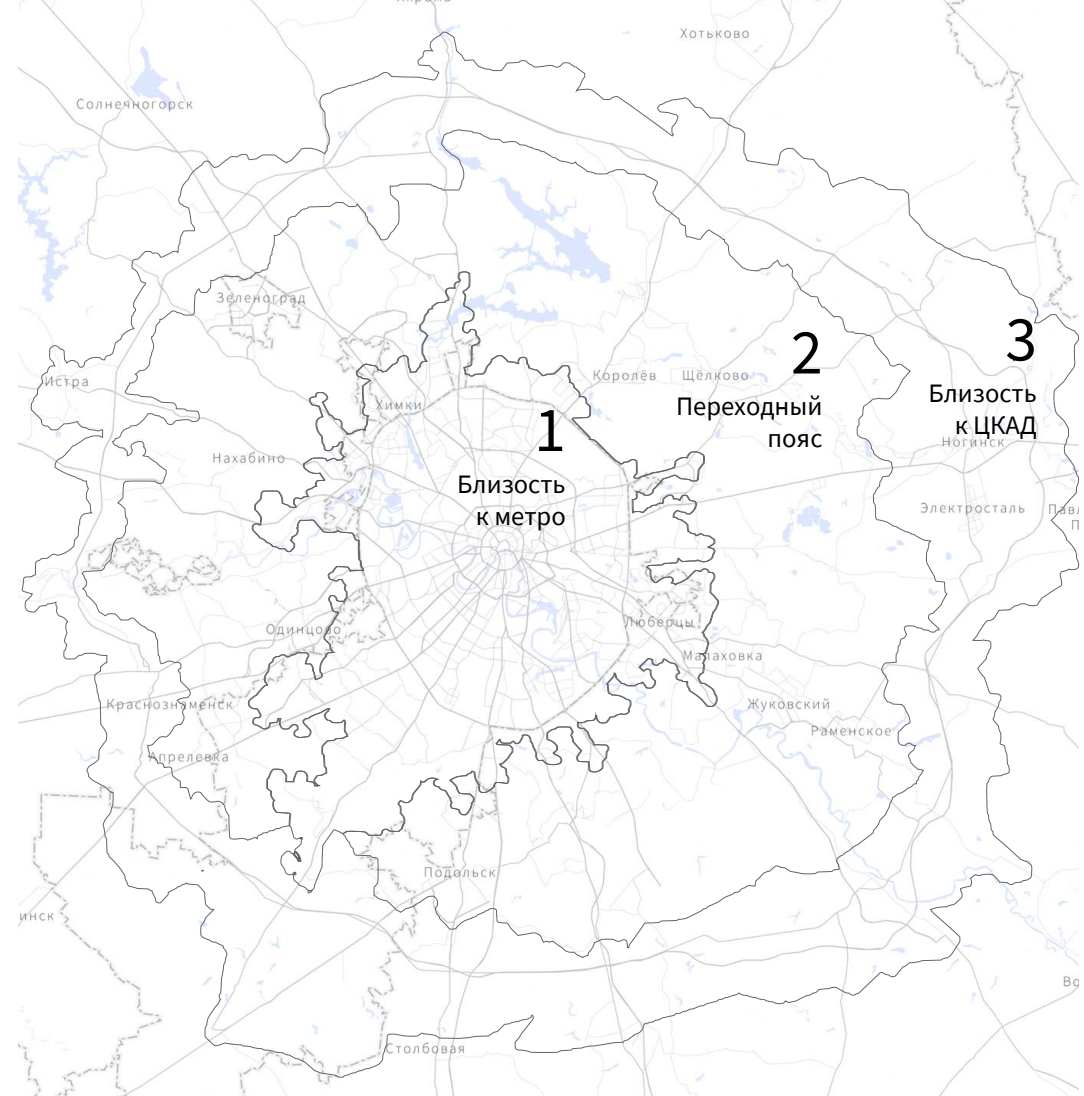 Хотьково
Солнечногорск
Зеленоград
Истра
Химки
Королёв
Щёлково
1
Близость
к метро
2
Переходный
пояс
3
Близость
к ЦКАД
Нахабино
Ногинск
Электросталь
Одинцово
Люберцы
Малаховка
Краснознаменск
Жуковский
Раменское
Апрелевка
Подольск
инск
Столбовая